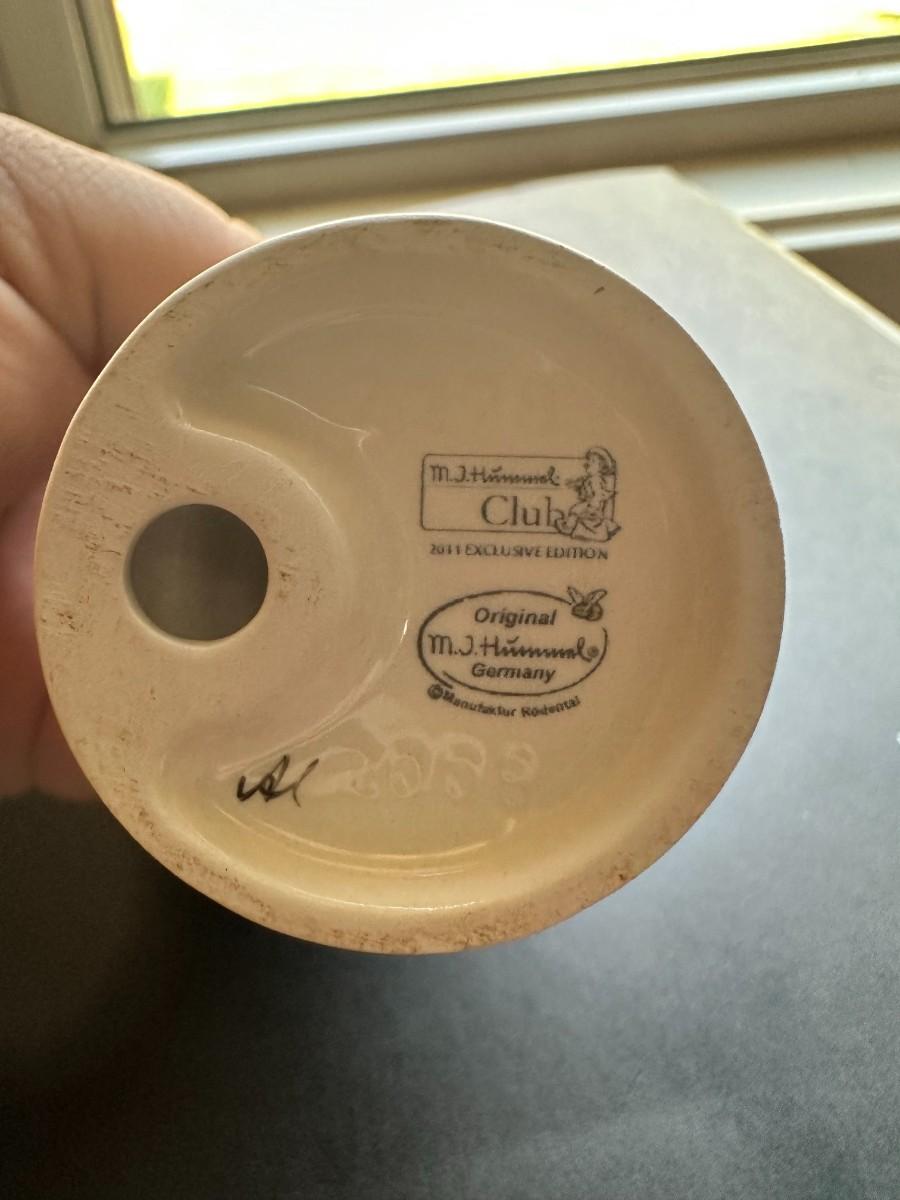 M.J.Hummel
Club
2011 EXCLUSIVE EDITION
Original
M.J.Hummel®
Germany
©Manufaktur Rödental